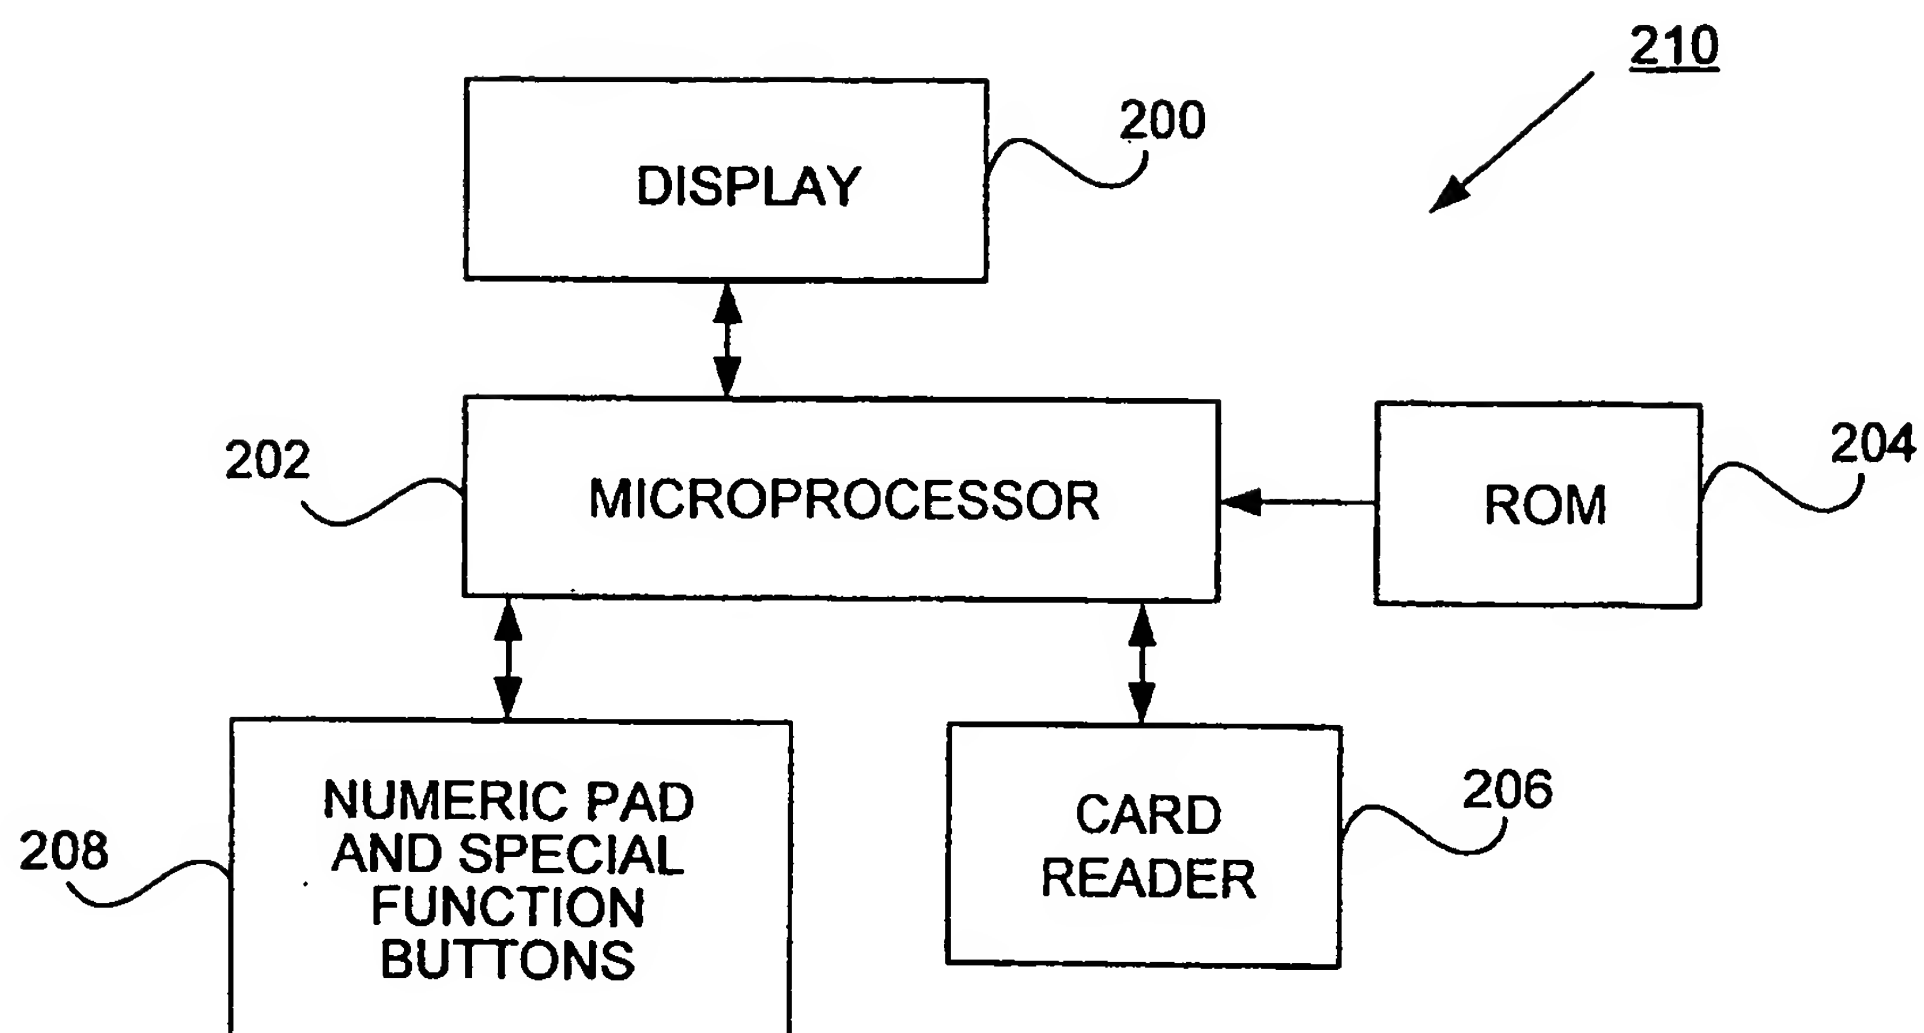 210
200
DISPLAY
202
MICROPROCESSOR
204
ROM
208
NUMERIC PAD
AND SPECIAL
FUNCTION
BUTTONS
206
CARD
READER